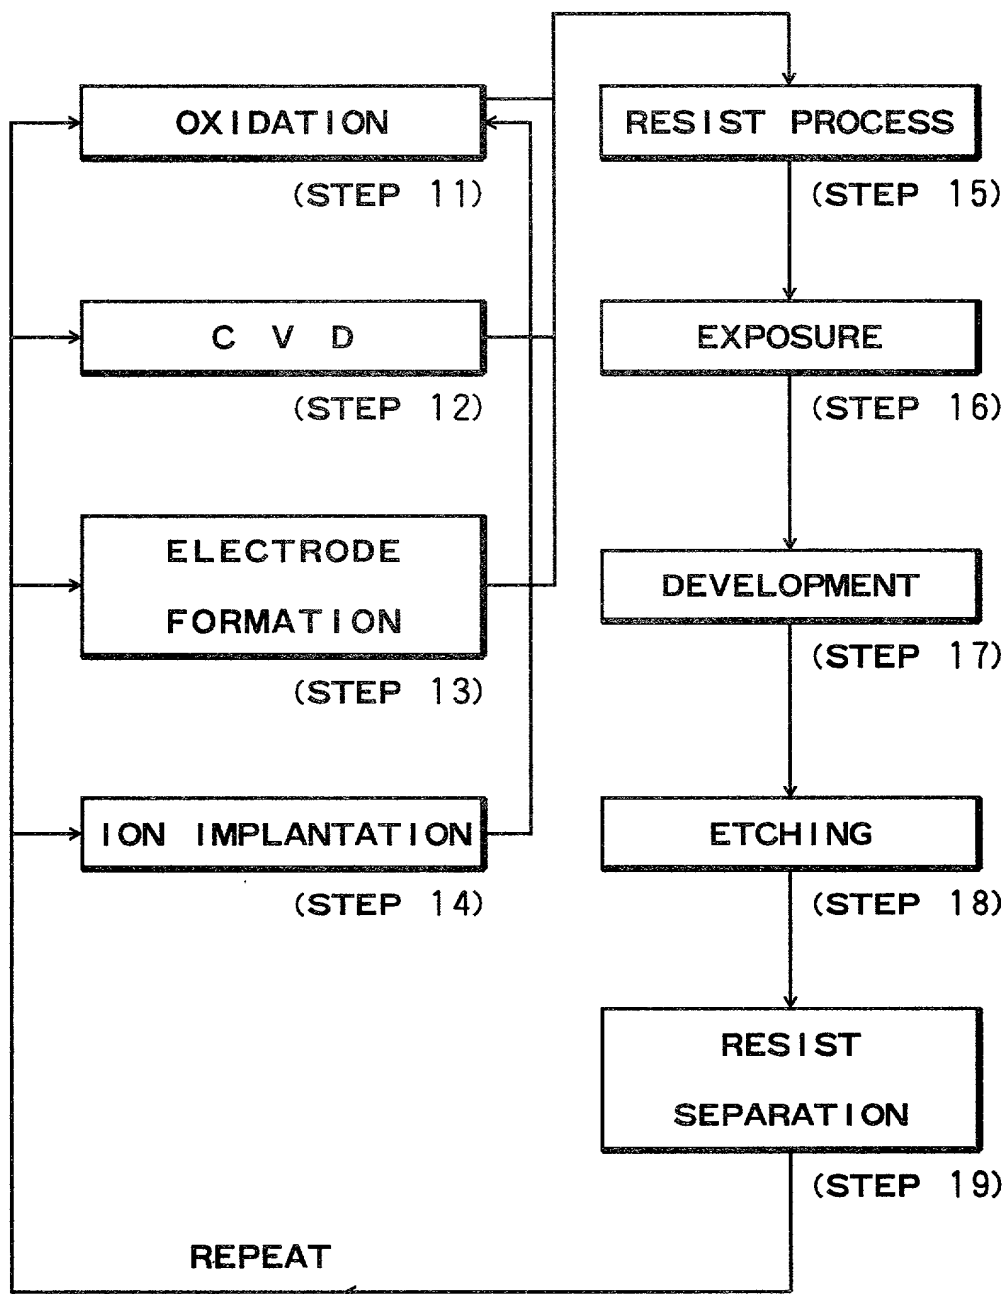 OXIDATION
(STEP 11)
C V D
(STEP 12)
ELECTRODE
FORMATION
(STEP 13)
ION IMPLANTATION
(STEP 14)
RESIST PROCESS
(STEP 15)
EXPOSURE
(STEP 16)
DEVELOPMENT
(STEP 17)
ETCHING
(STEP 18)
RESIST
SEPARATION
(STEP 19)
REPEAT